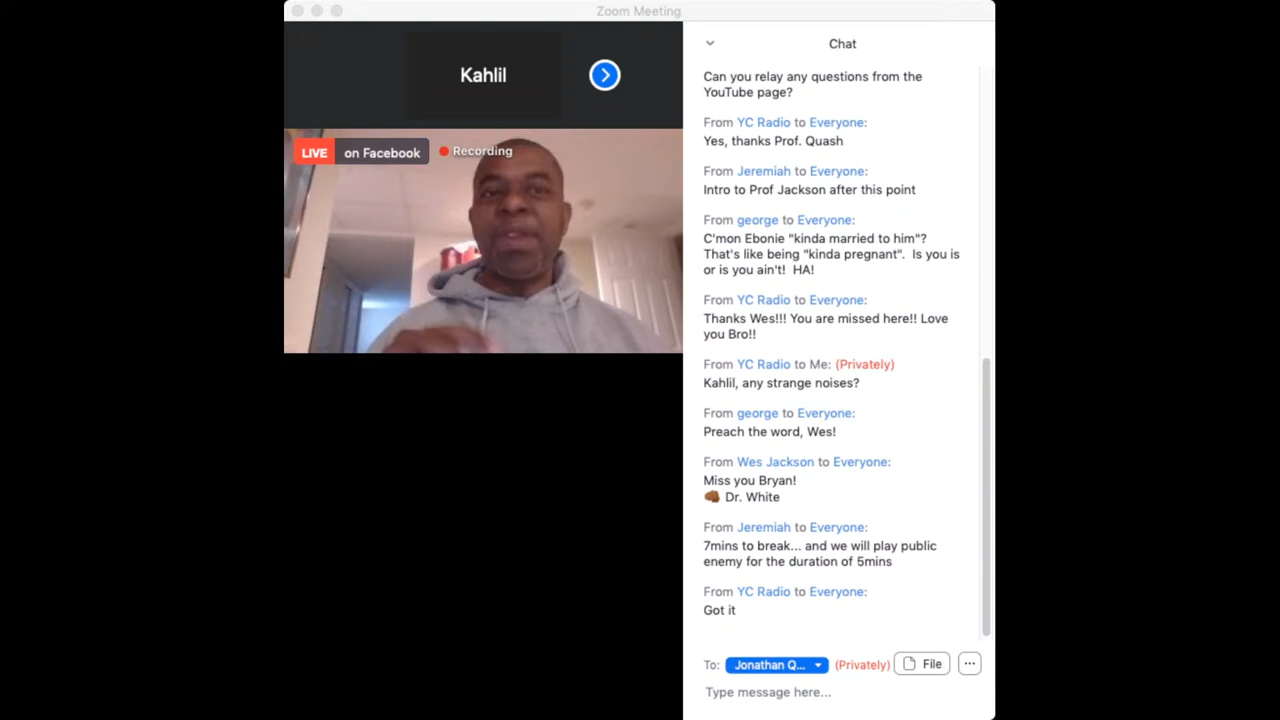 Zoom Meeting
Kahlil
LIVE on Facebook
Recording
Chat
Can you relay any questions from the
YouTube page?
From YC Radio to Everyone:
Yes, thanks Prof. Quash
From Jeremiah to Everyone:
Intro to Prof Jackson after this point
From george to Everyone:
C'mon Ebonie "kinda married to him"?
That's like being "kinda pregnant".  Is you is
or is you ain't!  HA!
From YC Radio to Everyone:
Thanks Wes!!! You are missed here!! Love
you Bro!!
From YC Radio to Me: (Privately)
Kahlil, any strange noises?
From george to Everyone:
Preach the word, Wes!
From Wes Jackson to Everyone:
Miss you Bryan!
👊🏾 Dr. White
From Jeremiah to Everyone:
7mins to break... and we will play public
enemy for the duration of 5mins
From YC Radio to Everyone:
Got it
To: Jonathan Q... (Privately) File ...
Type message here...